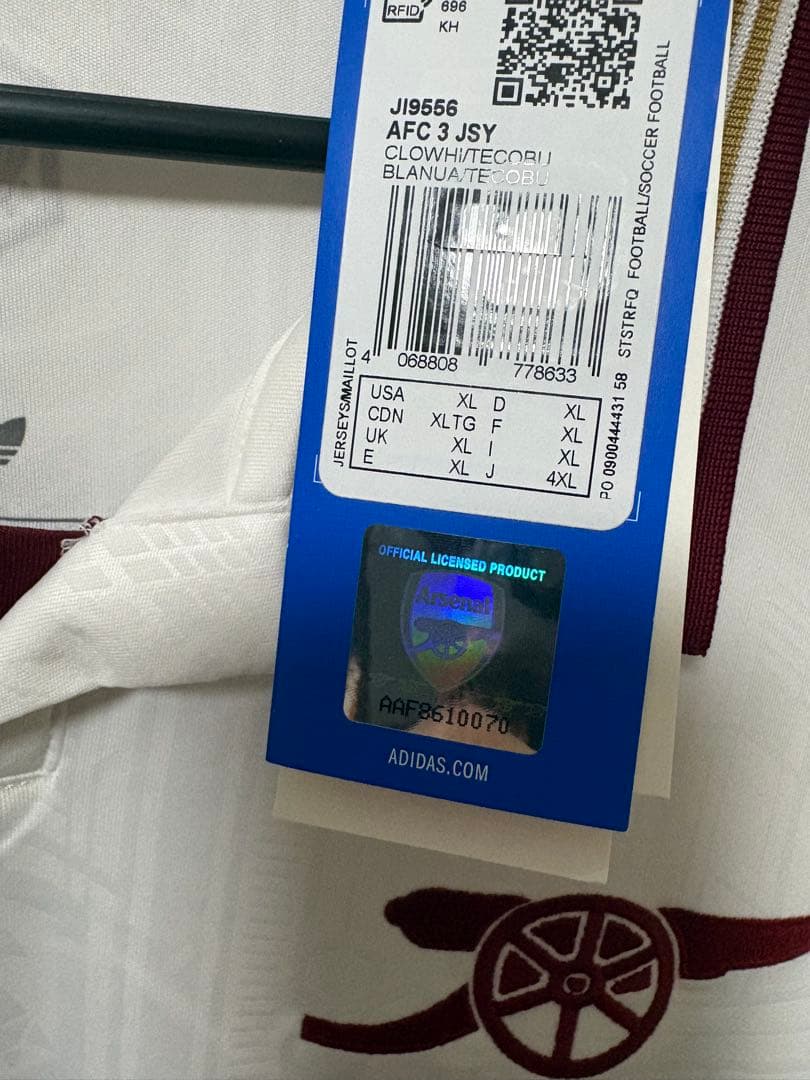 RFID
696
KH
JI9556
AFC 3 JSY
CLOWHI/TECOBU
BLANUA/TECOBU
4 068808 778633
JERSEYS/MAILLOT
USA XL D XL
CDN XLTG F XL
UK XL I XL
E XL J 4XL
PO 0900444431 58 STSTRFQ FOOTBALL/SOCCER FOOTBALL
OFFICIAL LICENSED PRODUCT
Arsenal
AAF8610070
ADIDAS.COM